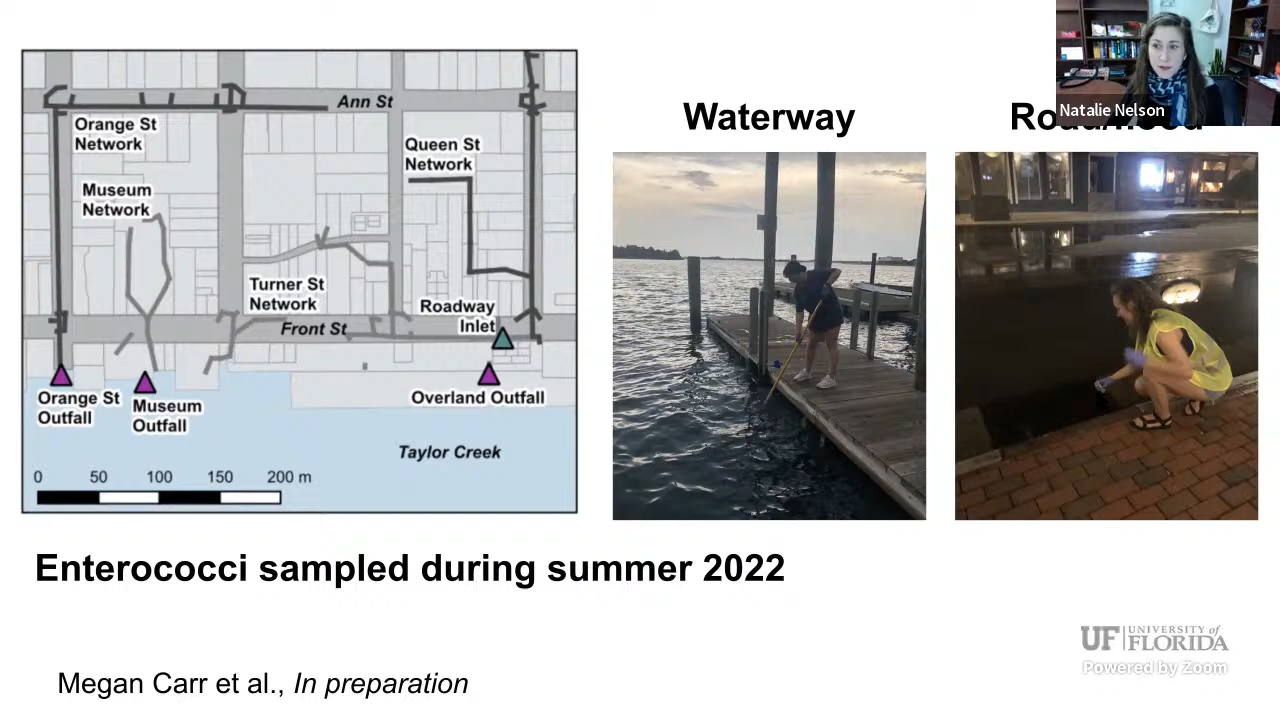 Natalie Nelson
Waterway
Ann St
Orange St
Network
Queen St
Network
Museum
Network
Turner St
Network
Roadway
Inlet
Front St
Orange St
Outfall
Museum
Outfall
Overland Outfall
Taylor Creek
0 50 100 150 200 m
Enterococci sampled during summer 2022
UF UNIVERSITY of
FLORIDA
Powered by Zoom
Megan Carr et al., In preparation